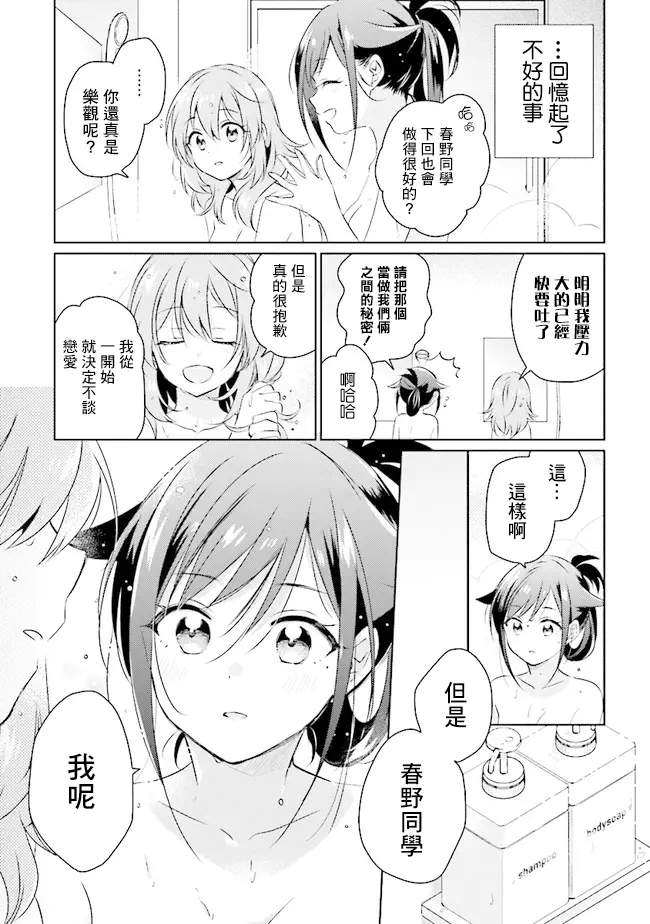 …回憶起了
不好的事
哈
哈
春野同學
下回也會
做得很好的？
……
你還真是
樂觀呢？
明明我壓力
大的已經
快要吐了
請把那個
當做我們倆
之間的秘密！
啊哈哈
但是
真的很抱歉
我從
一開始
就決定不談
戀愛
這…
這樣啊
但是
春野同學
我呢
shampoo
bodysoap